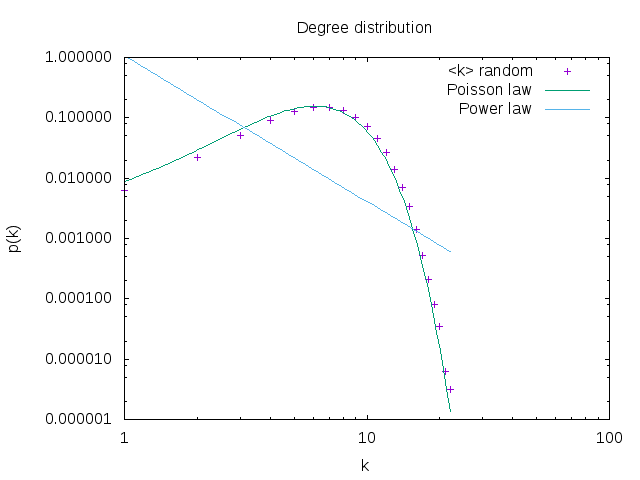 Degree distribution
1.000000
0.100000
0.010000
0.001000
0.000100
0.000010
0.000001
p(k)
<k> random
Poisson law
Power law
1
10
100
k